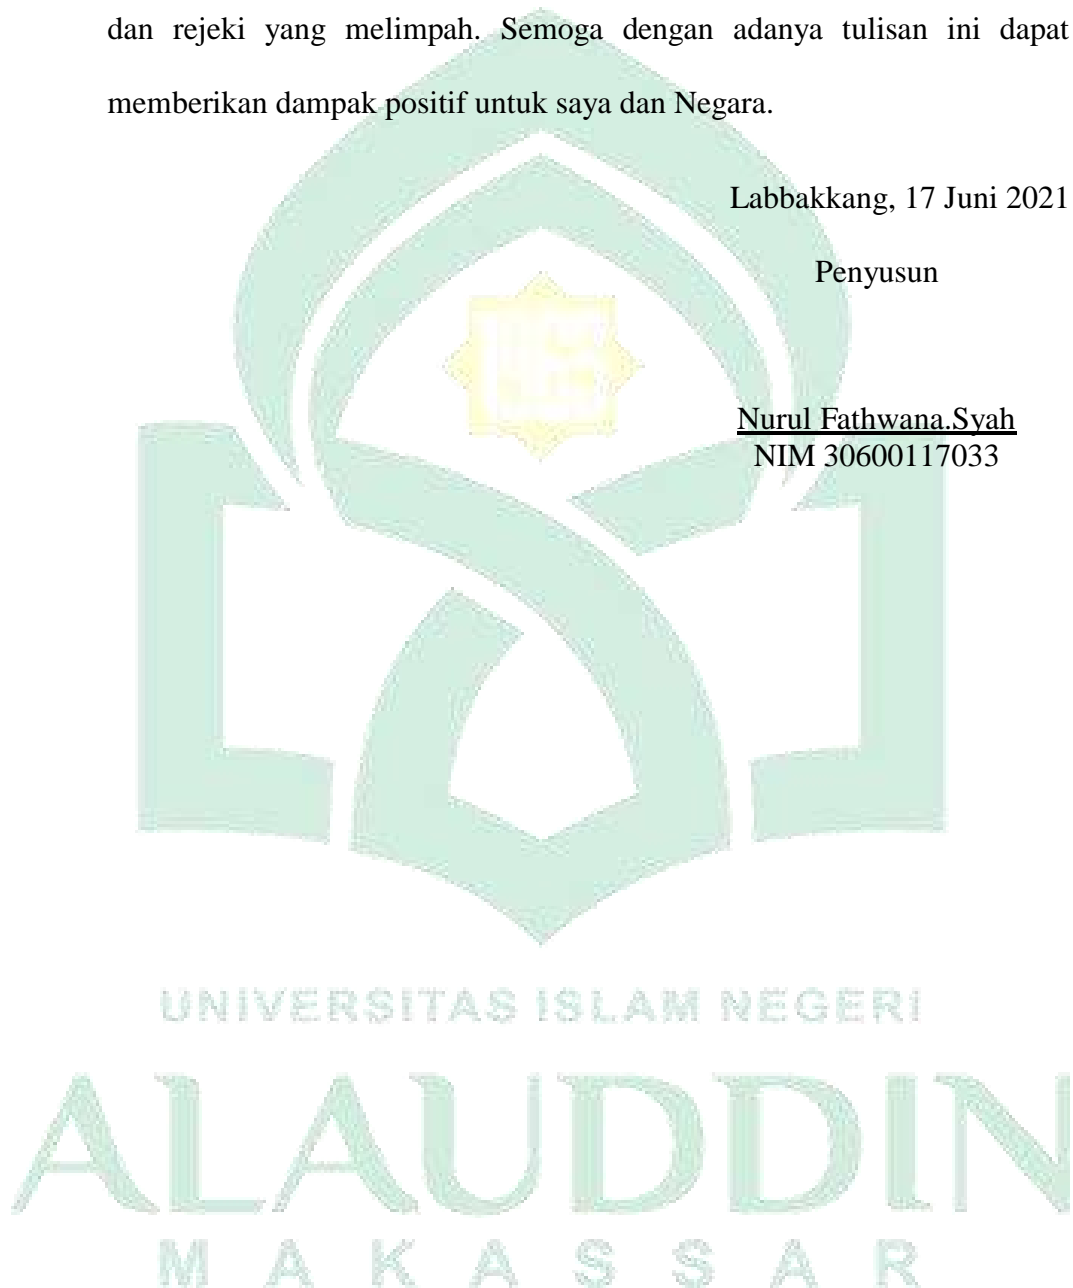 dan rejeki yang melimpah. Semoga dengan adanya tulisan ini dapat
memberikan dampak positif untuk saya dan Negara.
Labbakkang, 17 Juni 2021
Penyusun
Nurul Fathwana.Syah
NIM 30600117033
UNIVERSITAS ISLAM NEGERI
ALAUDDIN
MAKASSAR